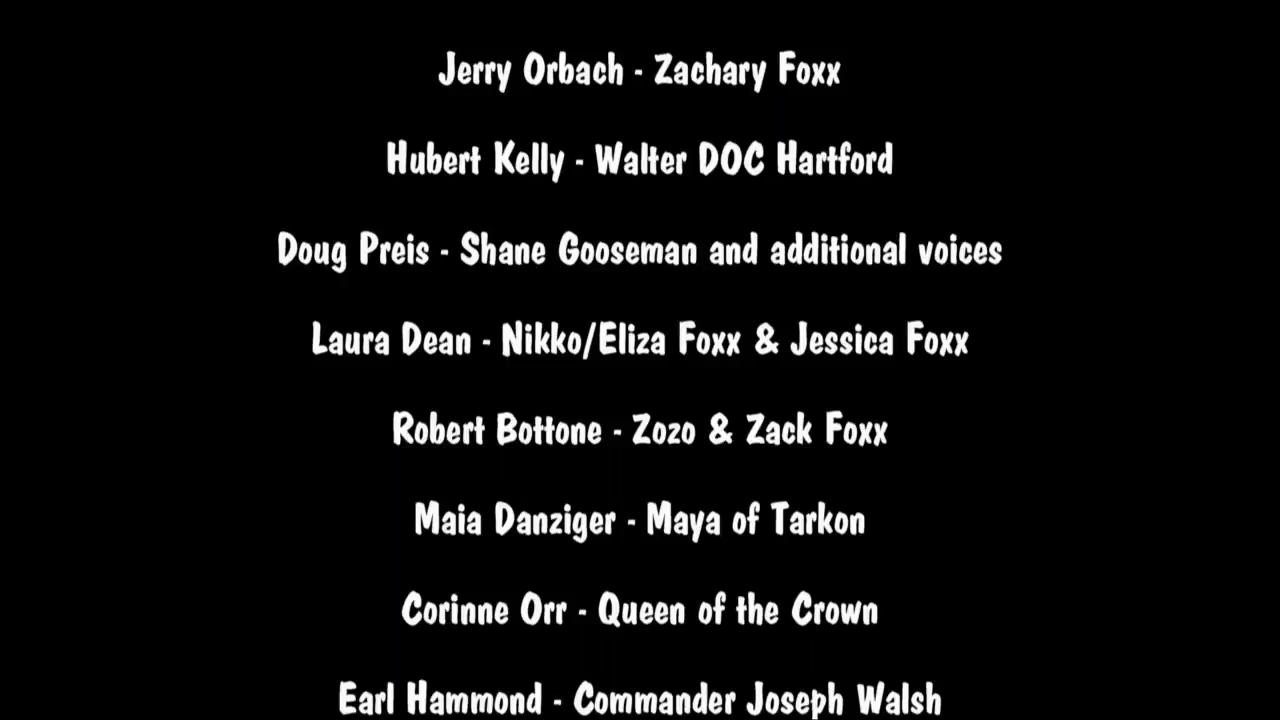 Jerry Orbach - Zachary Foxx
Hubert Kelly - Walter DOC Hartford
Doug Preis - Shane Gooseman and additional voices
Laura Dean - Nikko/Eliza Foxx & Jessica Foxx
Robert Bottone - Zozo & Zack Foxx
Maia Danziger - Maya of Tarkon
Corinne Orr - Queen of the Crown
Earl Hammond - Commander Joseph Walsh